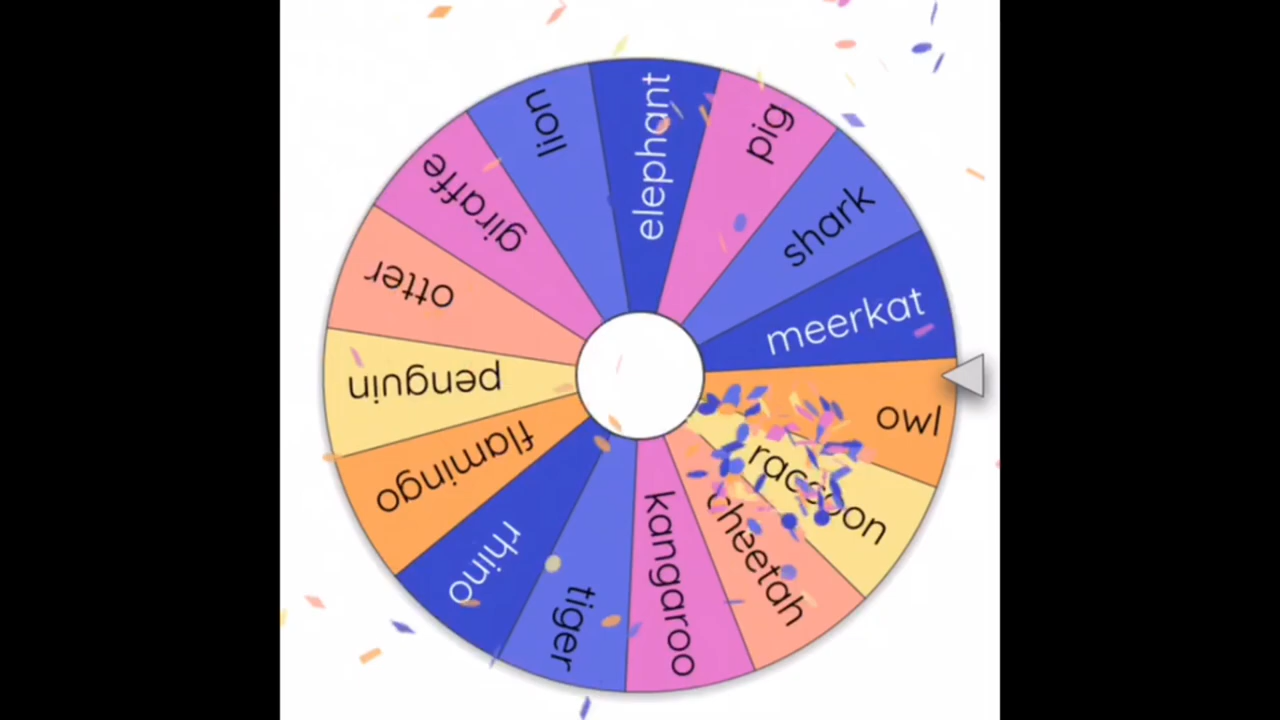 elephant
pig
shark
meerkat
owl
raccoon
cheetah
kangaroo
tiger
rhino
flamingo
penguin
otter
giraffe
lion